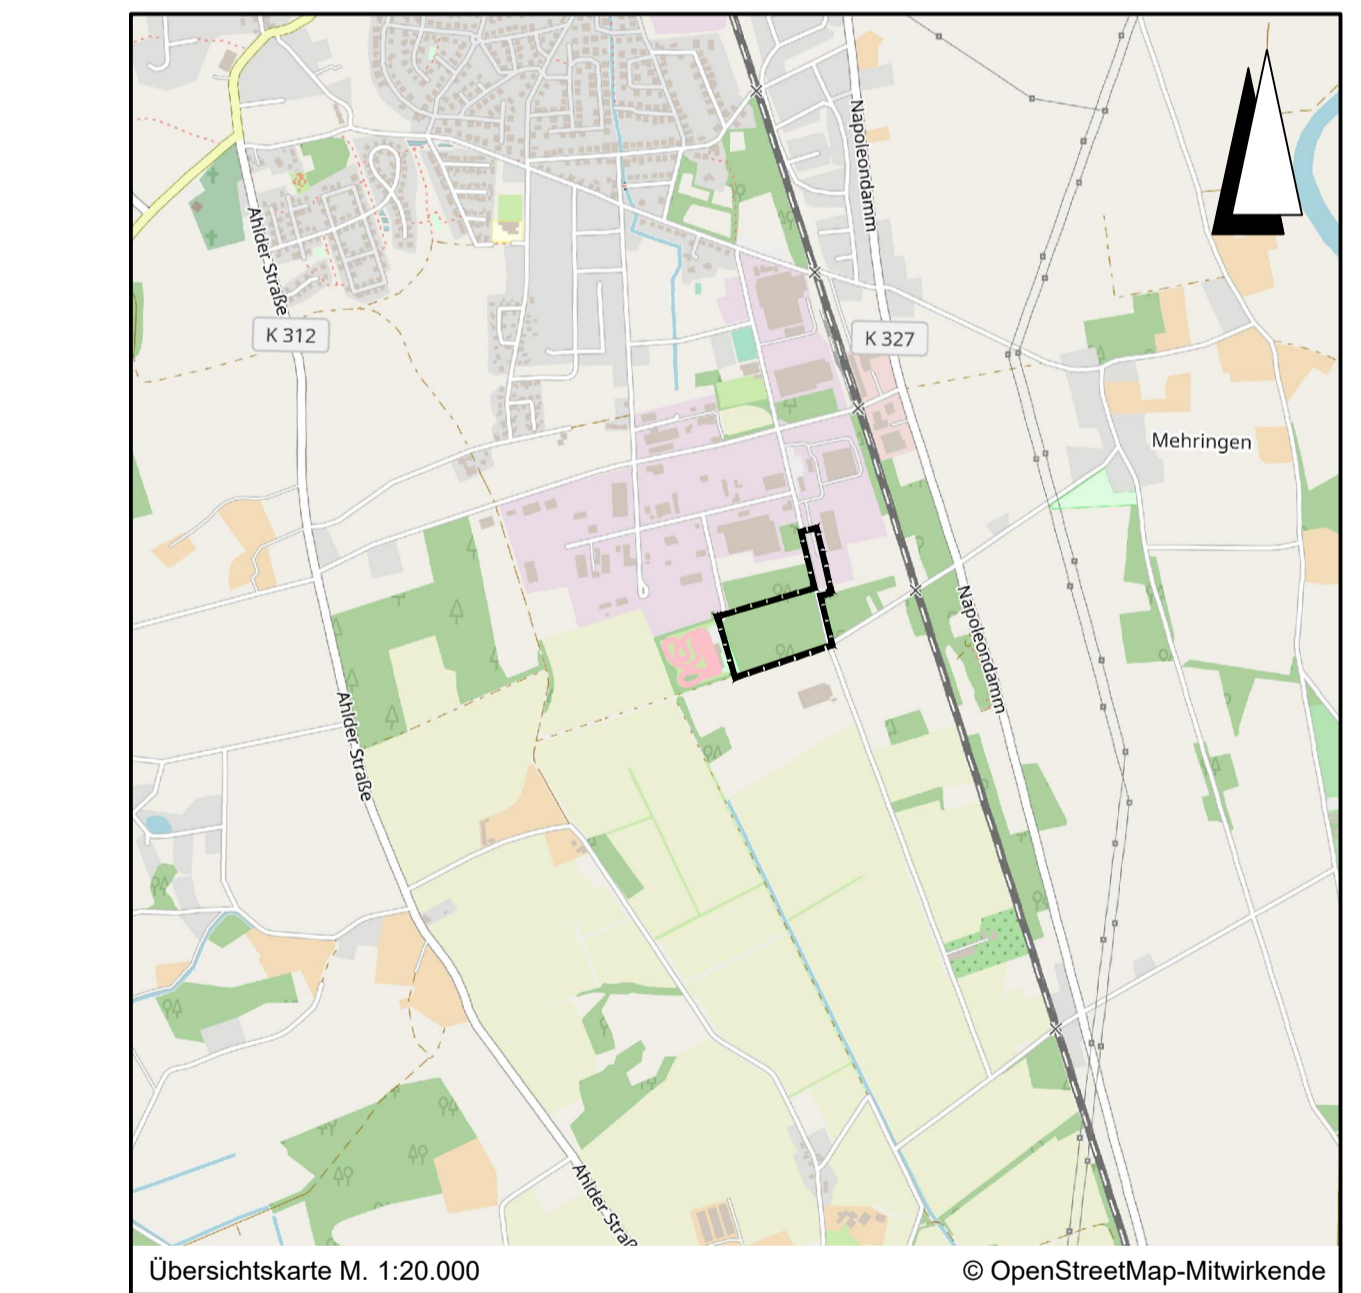 Napoleondamm
Ahlder Straße
K 312
K 327
Mehringen
Napoleondamm
Ahlder Straße
Ahlder Straß
Übersichtskarte M. 1:20.000
© OpenStreetMap-Mitwirkende